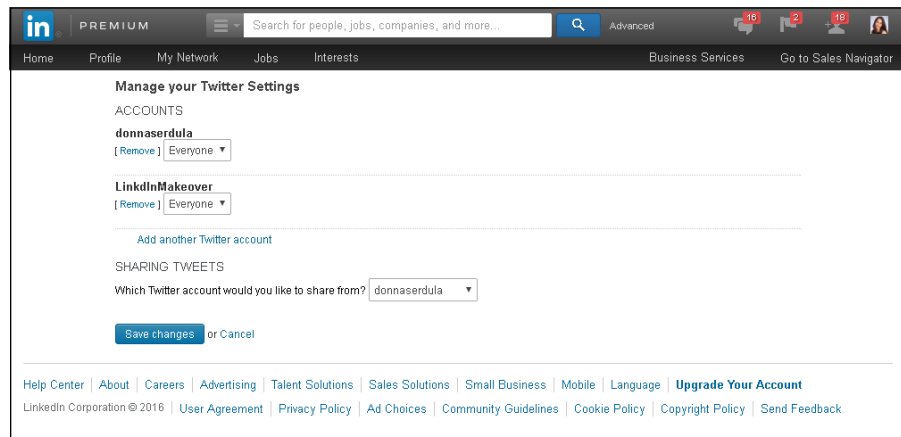 in PREMIUM Search for people, jobs, companies, and more... Advanced 16 2 18
Home Profile My Network Jobs Interests Business Services Go to Sales Navigator
Manage your Twitter Settings
ACCOUNTS
donnaserdula
[ Remove ] Everyone
LinkdInMakeover
[ Remove ] Everyone
Add another Twitter account
SHARING TWEETS
Which Twitter account would you like to share from? donnaserdula
Save changes or Cancel
Help Center | About | Careers | Advertising | Talent Solutions | Sales Solutions | Small Business | Mobile | Language | Upgrade Your Account
LinkedIn Corporation © 2016 | User Agreement | Privacy Policy | Ad Choices | Community Guidelines | Cookie Policy | Copyright Policy | Send Feedback